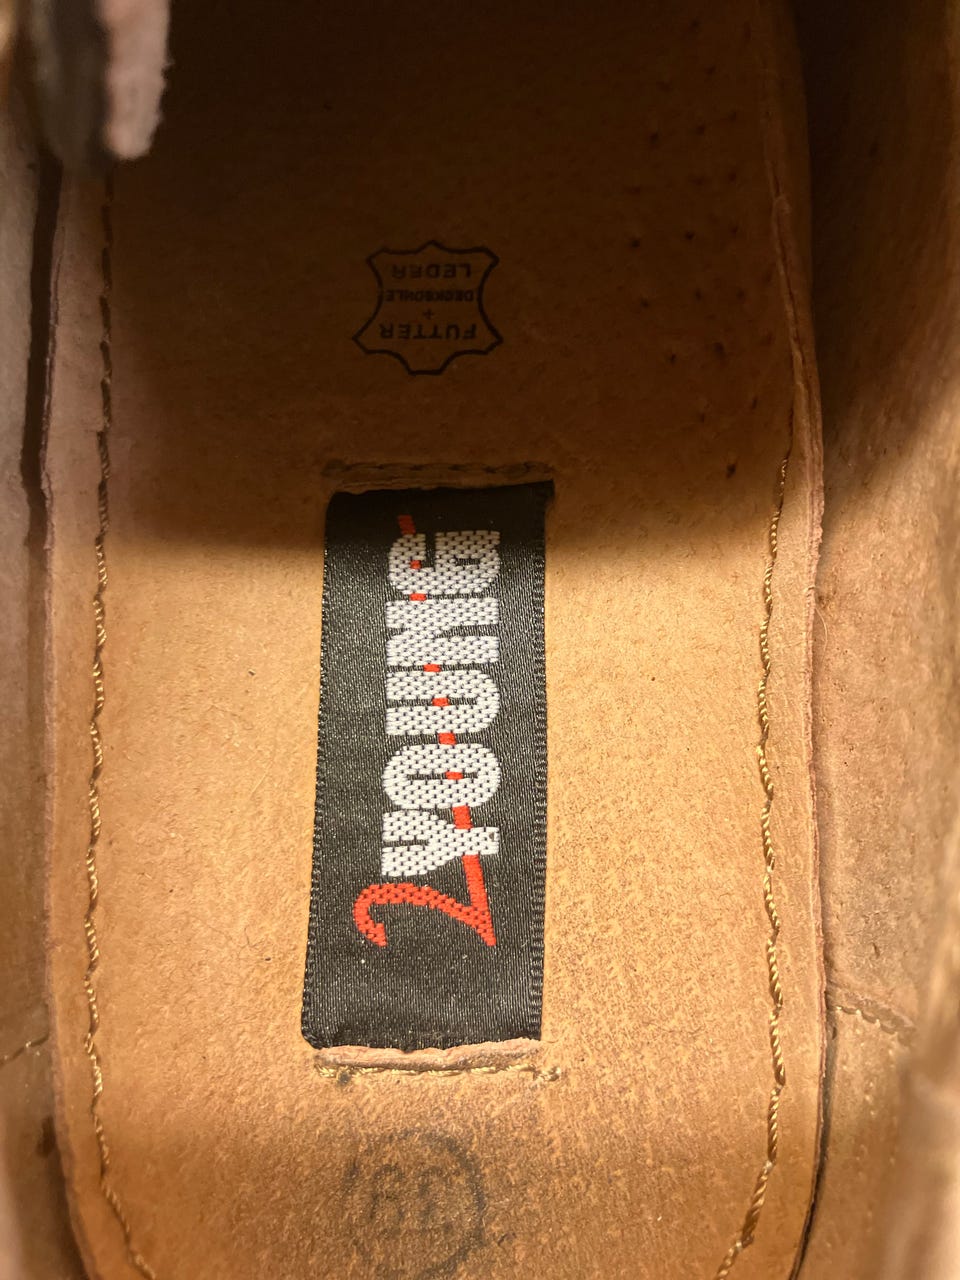 FUTTER
+
DECKSOHLE
LEDER
2YOUNG